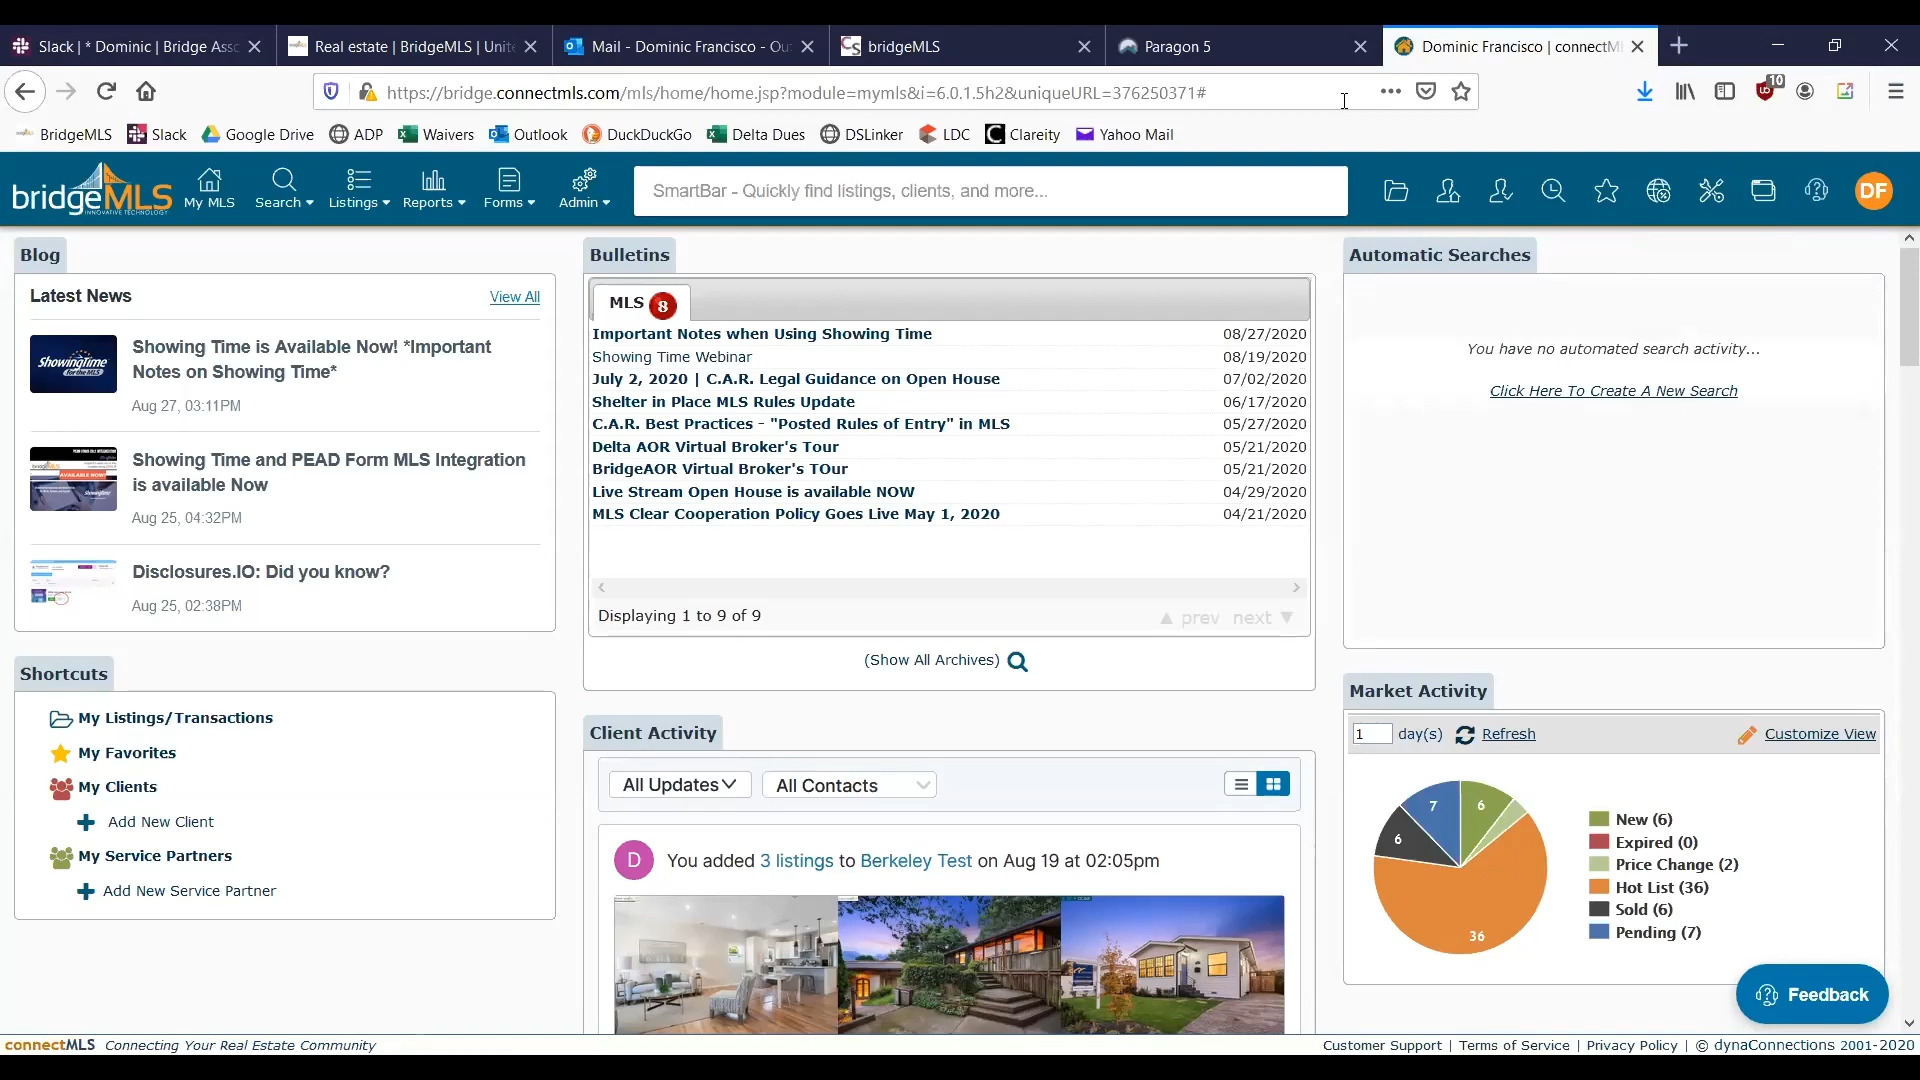 Slack | * Dominic | Bridge Asso
Real estate | BridgeMLS | Unite
Mail - Dominic Francisco - Ou
bridgeMLS
Paragon 5
Dominic Francisco | connectM
https://bridge.connectmls.com/mls/home/home.jsp?module=mymls&i=6.0.1.5h2&uniqueURL=376250371#
10
BridgeMLS
Slack
Google Drive
ADP
Waivers
Outlook
DuckDuckGo
Delta Dues
DSLinker
LDC
Clareity
Yahoo Mail
bridgeMLS
INNOVATIVE TECHNOLOGY
My MLS
Search
Listings
Reports
Forms
Admin
SmartBar - Quickly find listings, clients, and more...
DF
Blog
Latest News
View All
ShowingTime
for the MLS
Showing Time is Available Now! *Important
Notes on Showing Time*
Aug 27, 03:11PM
Showing Time and PEAD Form MLS Integration
is available Now
Aug 25, 04:32PM
Disclosures.IO: Did you know?
Aug 25, 02:38PM
Shortcuts
My Listings/Transactions
My Favorites
My Clients
Add New Client
My Service Partners
Add New Service Partner
Bulletins
MLS 8
Important Notes when Using Showing Time 08/27/2020
Showing Time Webinar 08/19/2020
July 2, 2020 | C.A.R. Legal Guidance on Open House 07/02/2020
Shelter in Place MLS Rules Update 06/17/2020
C.A.R. Best Practices - "Posted Rules of Entry" in MLS 05/27/2020
Delta AOR Virtual Broker's Tour 05/21/2020
BridgeAOR Virtual Broker's TOur 05/21/2020
Live Stream Open House is available NOW 04/29/2020
MLS Clear Cooperation Policy Goes Live May 1, 2020 04/21/2020
Displaying 1 to 9 of 9
prev next
(Show All Archives)
Client Activity
All Updates
All Contacts
D
You added 3 listings to Berkeley Test on Aug 19 at 02:05pm
Automatic Searches
You have no automated search activity...
Click Here To Create A New Search
Market Activity
1 day(s) Refresh
Customize View
7
6
6
36
New (6)
Expired (0)
Price Change (2)
Hot List (36)
Sold (6)
Pending (7)
Feedback
connectMLS Connecting Your Real Estate Community
Customer Support | Terms of Service | Privacy Policy | © dynaConnections 2001-2020